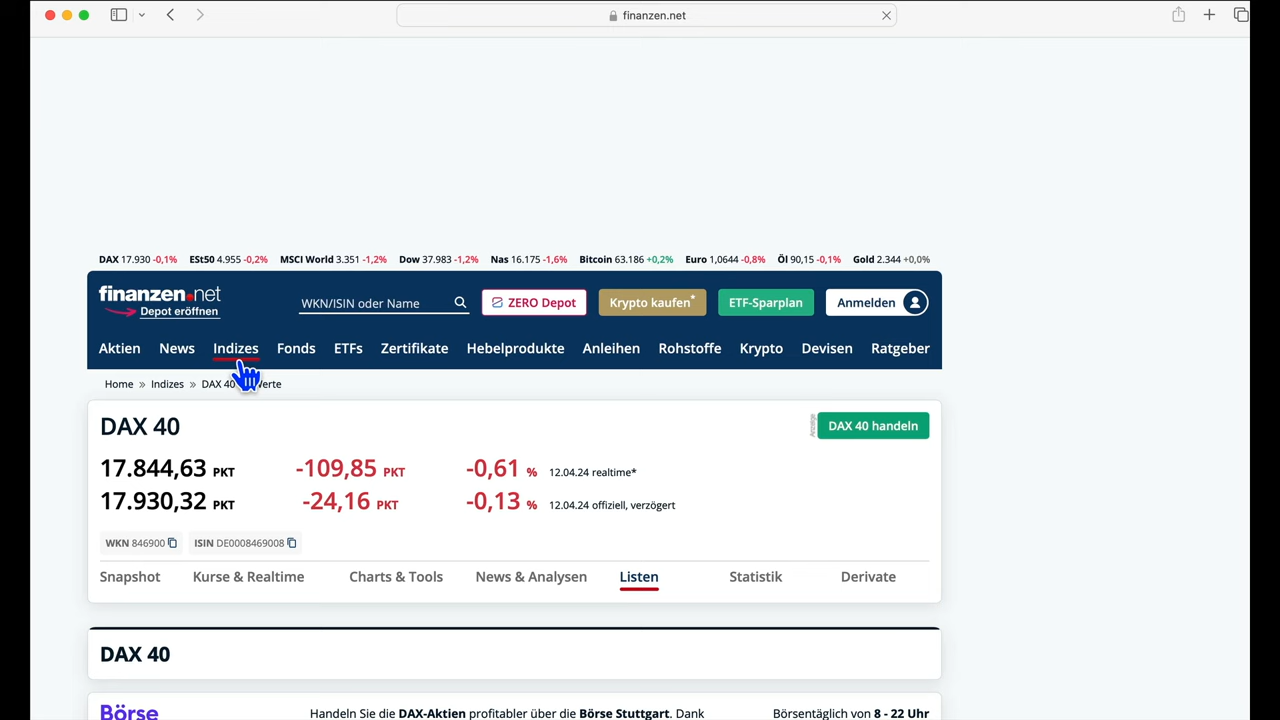 finanzen.net
DAX 17.930 -0,1% ESt50 4.955 -0,2% MSCI World 3.351 -1,2% Dow 37.983 -1,2% Nas 16.175 -1,6% Bitcoin 63.186 +0,2% Euro 1,0644 -0,8% Öl 90,15 -0,1% Gold 2.344 +0,0%
finanzen.net
Depot eröffnen
WKN/ISIN oder Name
ZERO Depot
Krypto kaufen*
ETF-Sparplan
Anmelden
Aktien News Indizes Fonds ETFs Zertifikate Hebelprodukte Anleihen Rohstoffe Krypto Devisen Ratgeber
Home » Indizes » DAX 40
DAX 40
Anzeige
DAX 40 handeln
17.844,63 PKT -109,85 PKT -0,61 % 12.04.24 realtime*
17.930,32 PKT -24,16 PKT -0,13 % 12.04.24 offiziell, verzögert
WKN 846900 ISIN DE0008469008
Snapshot Kurse & Realtime Charts & Tools News & Analysen Listen Statistik Derivate
DAX 40
Börse Handeln Sie die DAX-Aktien profitabler über die Börse Stuttgart. Dank Börsentäglich von 8 - 22 Uhr